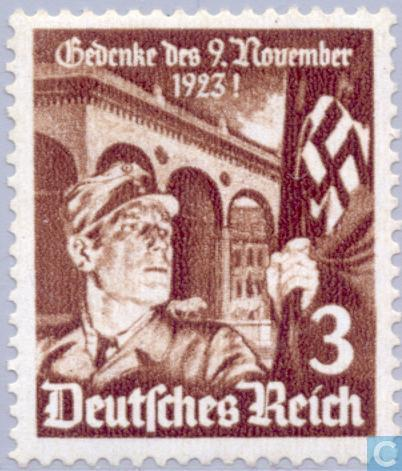 Gedenke des 9. November
1923!
3
Deutsches Reich
C